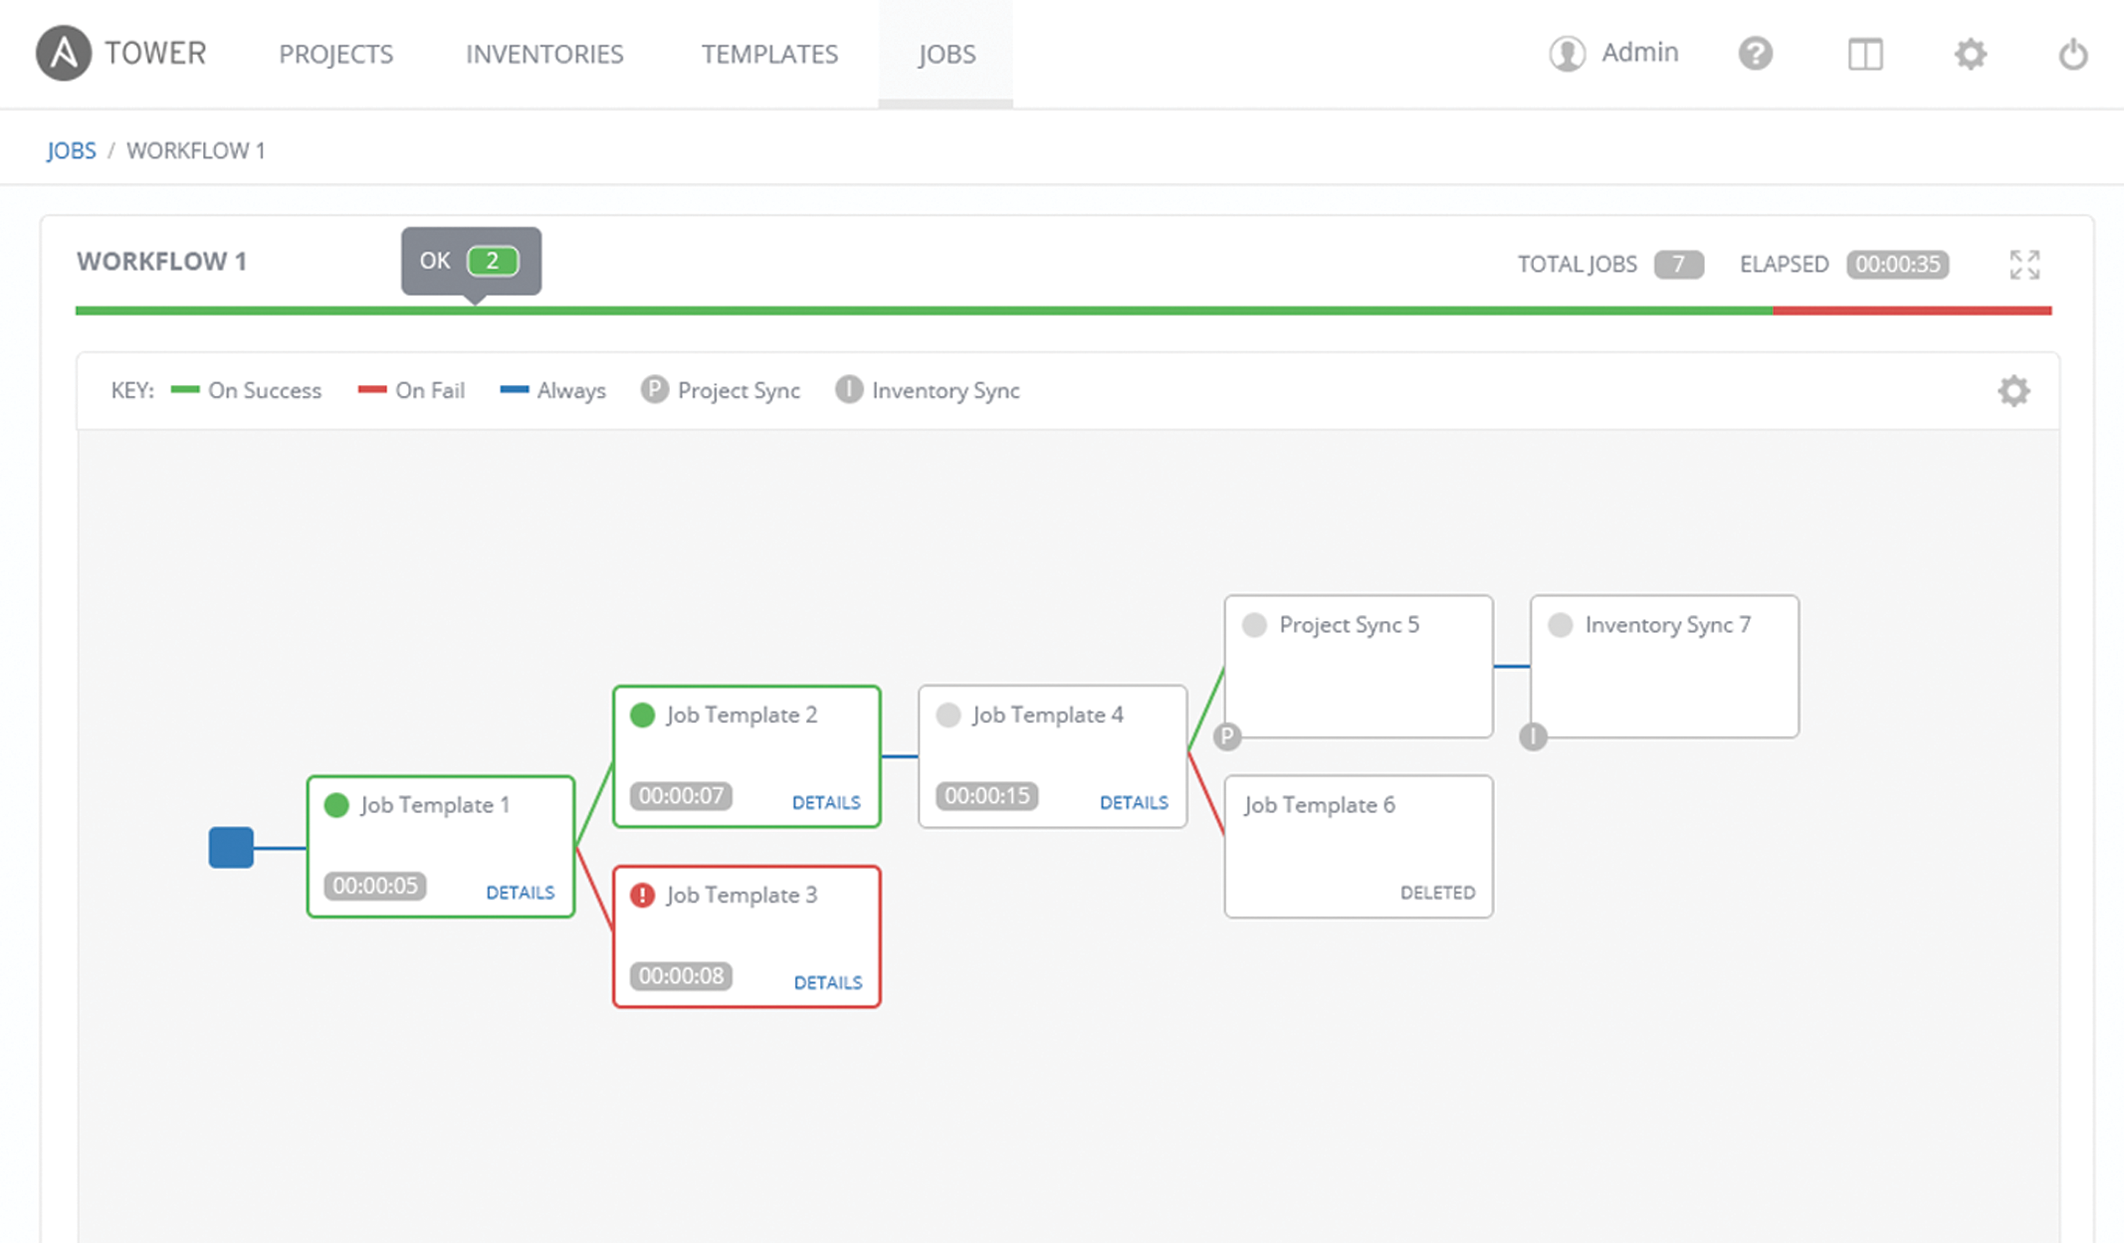 TOWER PROJECTS INVENTORIES TEMPLATES JOBS Admin ?
JOBS / WORKFLOW 1
WORKFLOW 1 OK 2 TOTAL JOBS 7 ELAPSED 00:00:35
KEY: On Success On Fail Always P Project Sync I Inventory Sync
Project Sync 5
P
Inventory Sync 7
I
Job Template 2
00:00:07 DETAILS
Job Template 4
00:00:15 DETAILS
Job Template 1
00:00:05 DETAILS
Job Template 6
DELETED
! Job Template 3
00:00:08 DETAILS